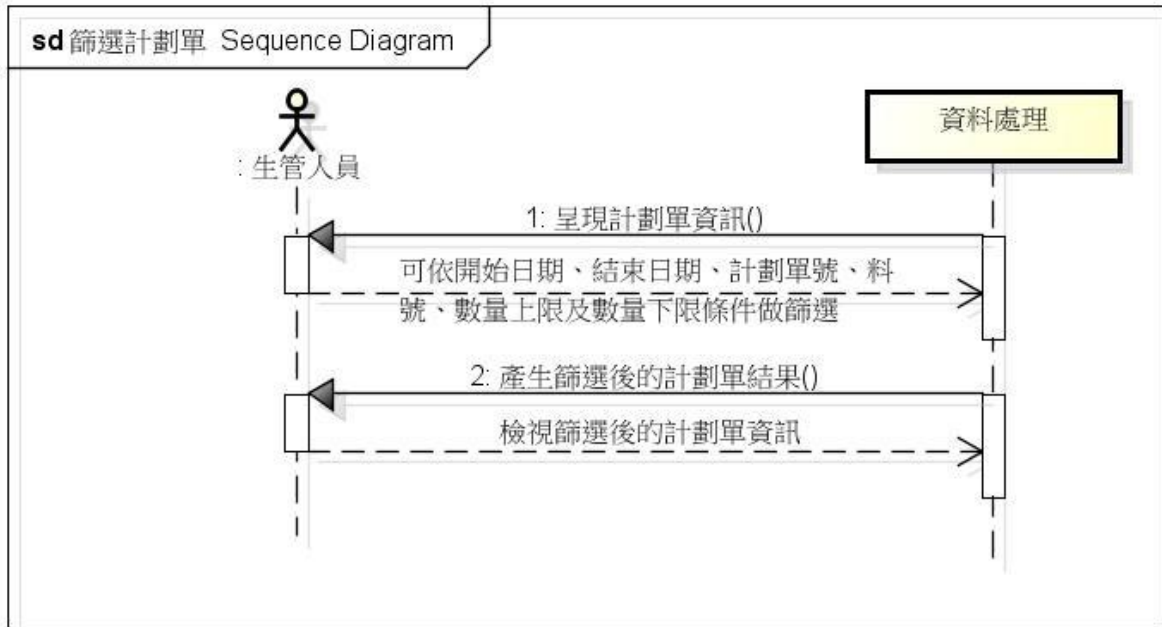 sd 篩選計劃單 Sequence Diagram
資料處理
: 生管人員
1: 呈現計劃單資訊()
可依開始日期、結束日期、計劃單號、料
號、數量上限及數量下限條件做篩選
2: 產生篩選後的計劃單結果()
檢視篩選後的計劃單資訊